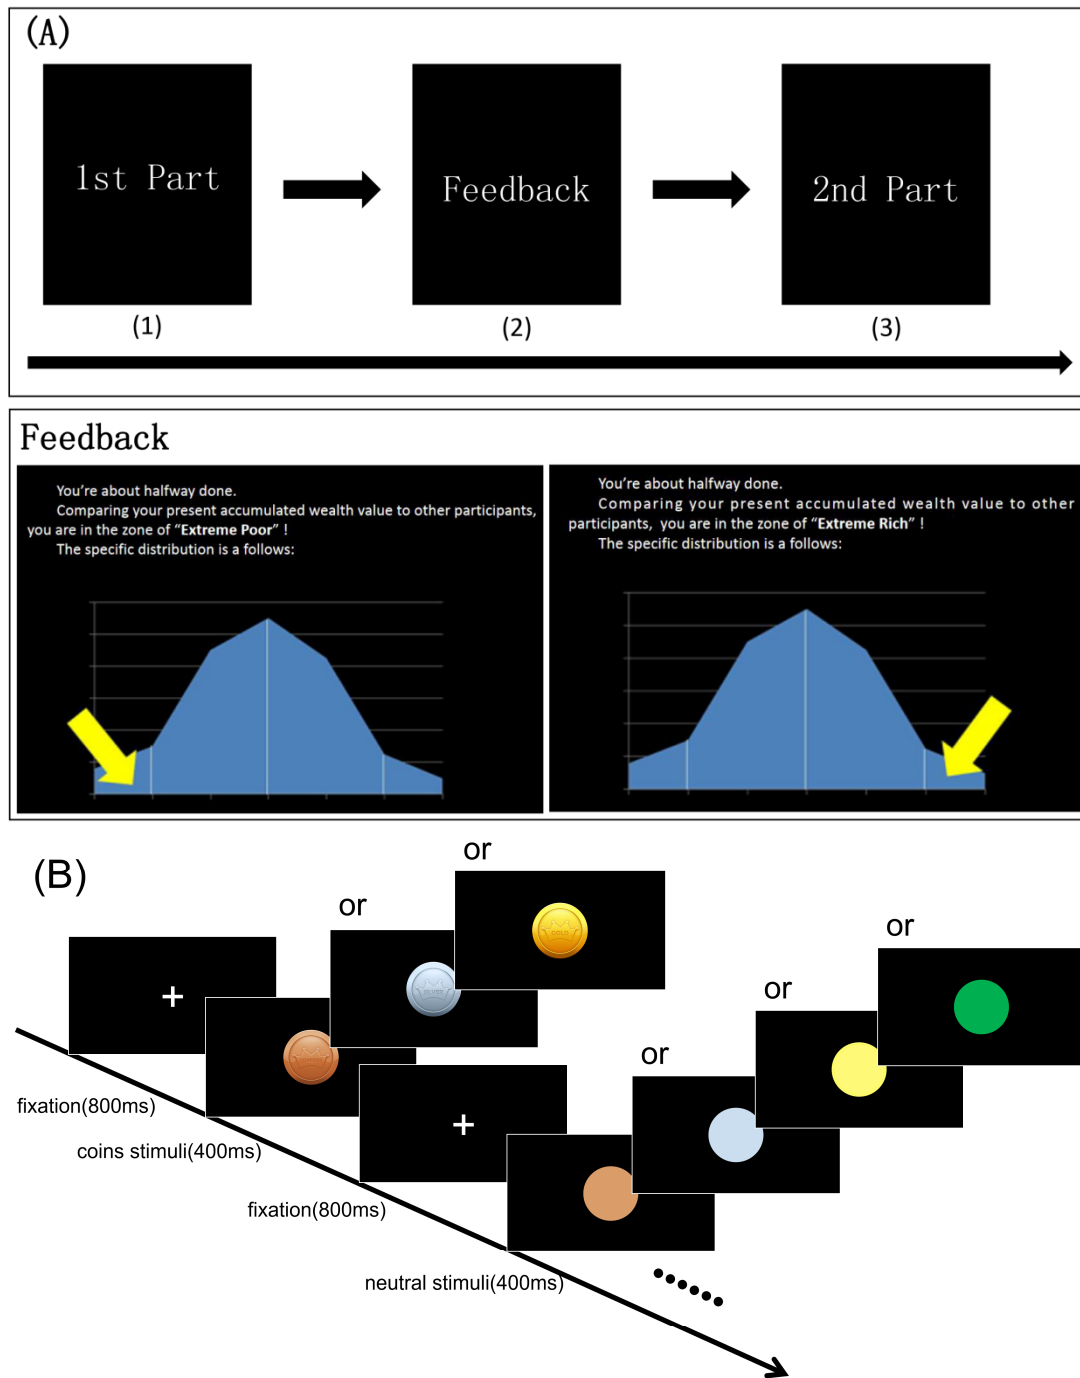 (A)
1st Part
Feedback
2nd Part
(1)
(2)
(3)
Feedback
You're about halfway done.
Comparing your present accumulated wealth value to other participants,
you are in the zone of “Extreme Poor” !
The specific distribution is a follows:
You're about halfway done.
Comparing your present accumulated wealth value to other
participants, you are in the zone of “Extreme Rich” !
The specific distribution is a follows:
(B)
or
or
GOLD
SILVER
or
or
or
fixation(800ms)
coins stimuli(400ms)
fixation(800ms)
neutral stimuli(400ms)